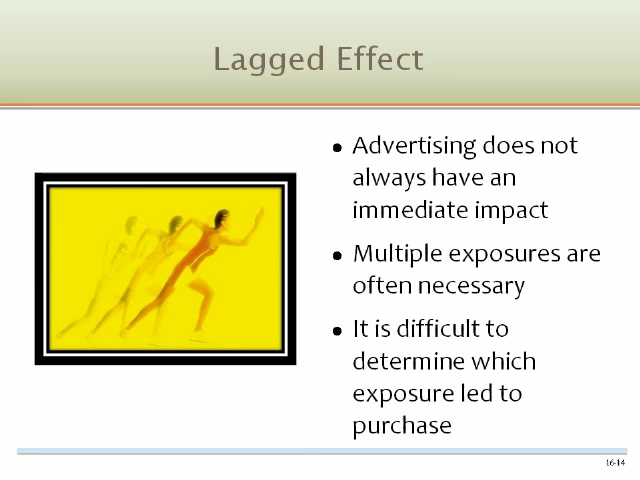 Lagged Effect
• Advertising does not
always have an
immediate impact
• Multiple exposures are
often necessary
• It is difficult to
determine which
exposure led to
purchase
16-14